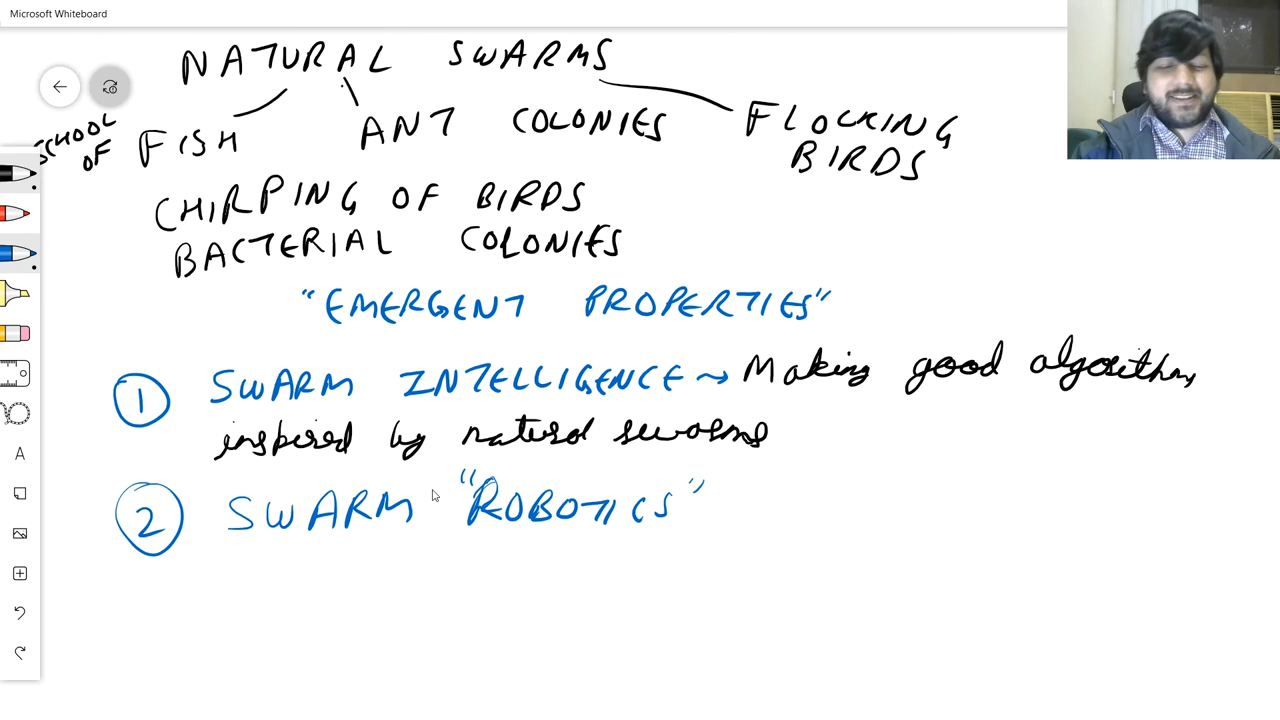 Microsoft Whiteboard
NATURAL SWARMS
SCHOOL OF FISH
ANT COLONIES
FLOCKING BIRDS
CHIRPING OF BIRDS
BACTERIAL COLONIES
"EMERGENT PROPERTIES"
1 SWARM INTELLIGENCE → Making good algorithms
inspired by natural swarms
2 SWARM "ROBOTICS"
A